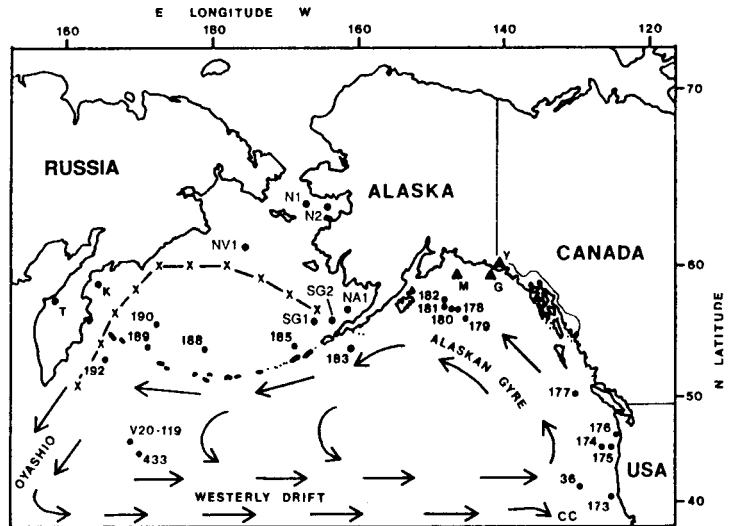 E LONGITUDE W
160 180 160 140 120
70
RUSSIA
ALASKA
N1
N2
CANADA
NV1
Y
60
M
G
SG2
NA1
K
T
SG1
182
181
178
180
179
190
189
188
185
183
192
ALASKAN GYRE
N LATITUDE
50
177
OYASHIO
V20-119
433
176
174
175
USA
36
WESTERLY DRIFT
173
40
CC